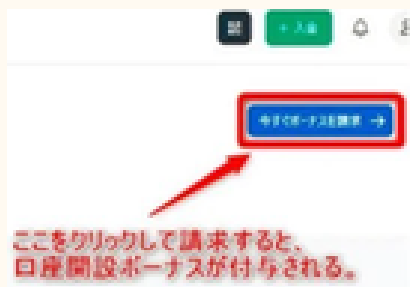 + 入金
今すぐボーナスを請求 →
ここをクリックして請求すると、
口座開設ボーナスが付与される。